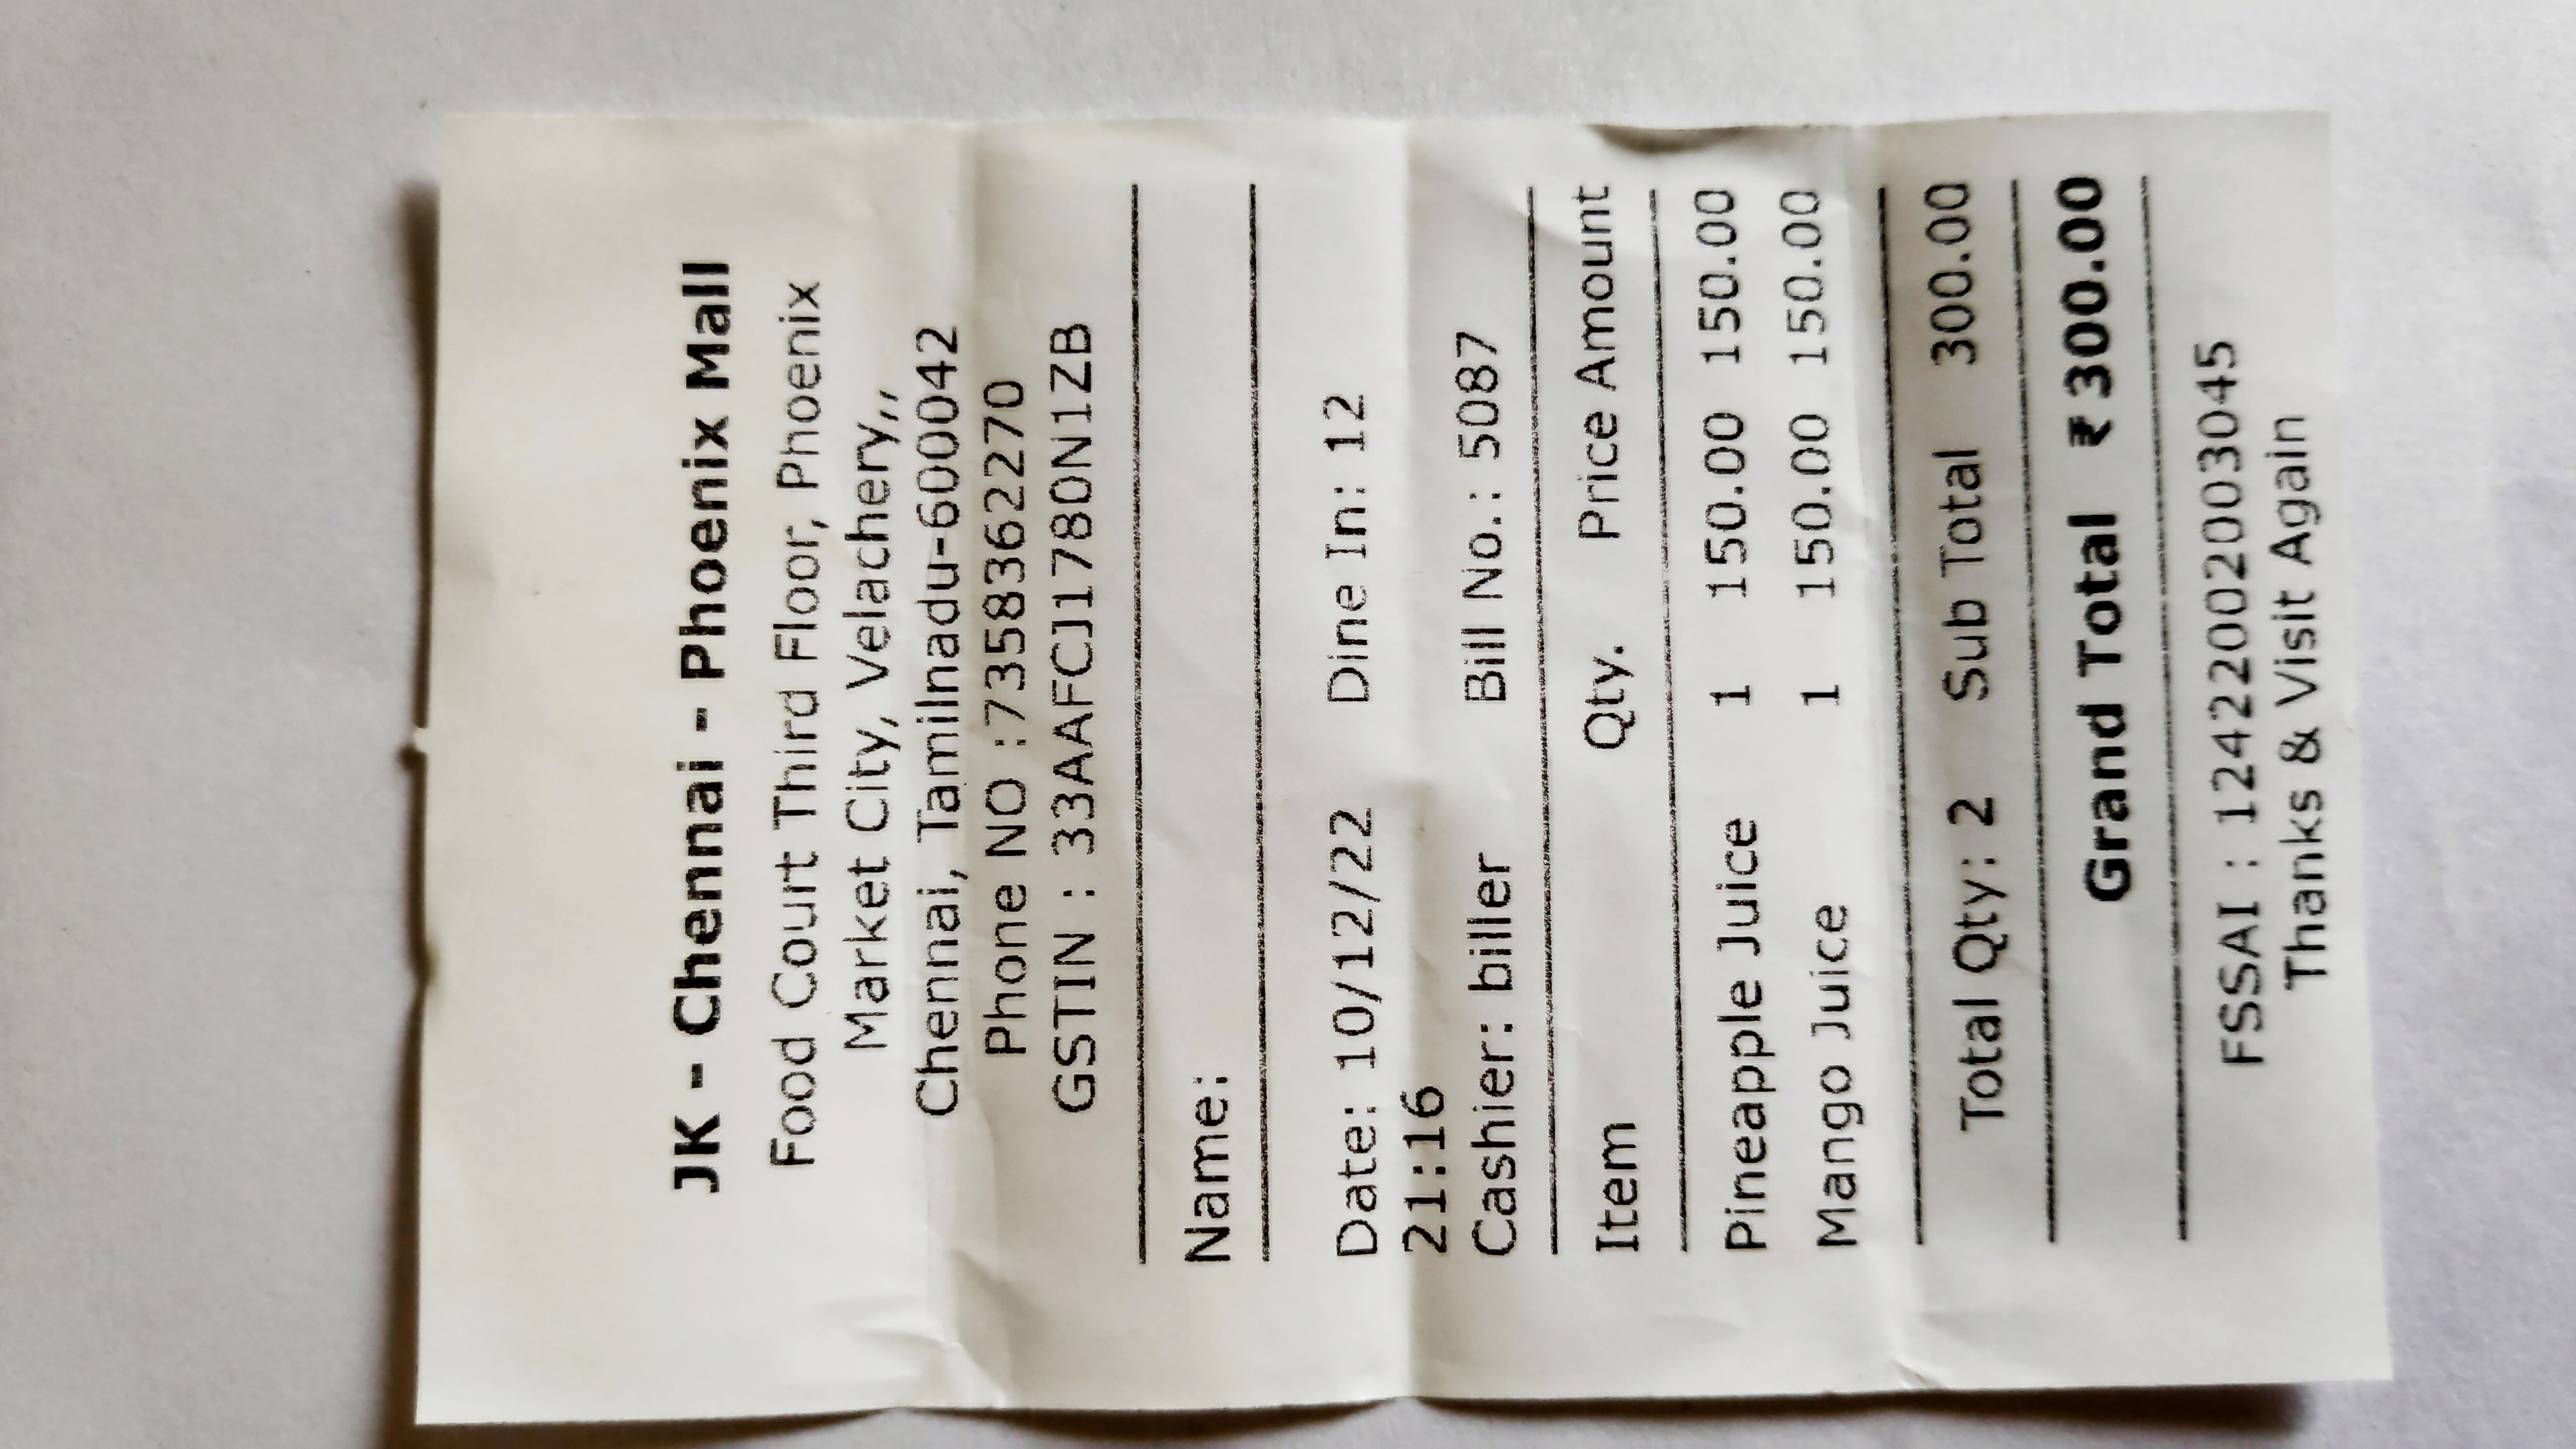 JK - Chennai - Phoenix Mall
Food Court Third Floor, Phoenix
Market City, Velachery,,
Chennai, Tamilnadu-600042
Phone NO :7358362270
GSTIN : 33AAFCJ1780N1ZB
Name:
Date: 10/12/22 Dine In: 12
21:16
Cashier: biller Bill No.: 5087
Item Qty. Price Amount
Pineapple Juice 1 150.00 150.00
Mango Juice 1 150.00 150.00
Total Qty: 2 Sub Total 300.00
Grand Total ₹ 300.00
FSSAI : 12422002003045
Thanks & Visit Again